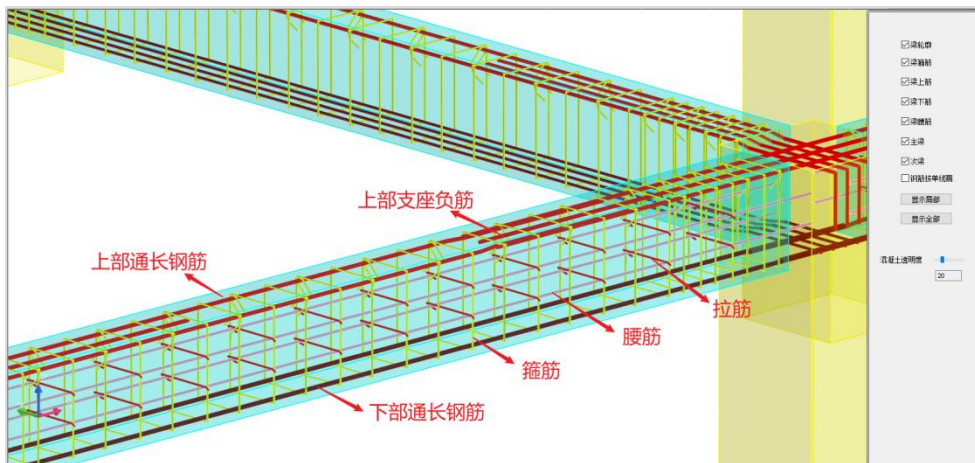 梁轮廓
梁箍筋
梁上筋
梁下筋
梁腰筋
主梁
次梁
钢筋按单线画
显示局部
显示全部
混凝土透明度
20
上部支座负筋
上部通长钢筋
拉筋
腰筋
箍筋
下部通长钢筋